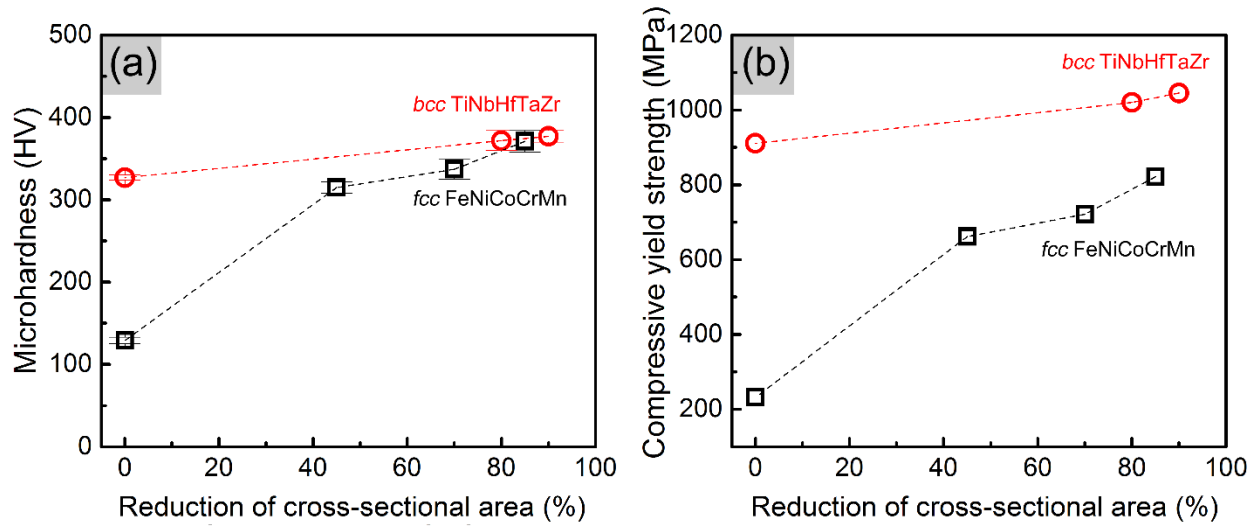 (a)
Microhardness (HV)
500
400
300
200
100
0
bcc TiNbHfTaZr
fcc FeNiCoCrMn
0 20 40 60 80 100
Reduction of cross-sectional area (%)
(b)
Compressive yield strength (MPa)
1200
1000
800
600
400
200
bcc TiNbHfTaZr
fcc FeNiCoCrMn
0 20 40 60 80 100
Reduction of cross-sectional area (%)